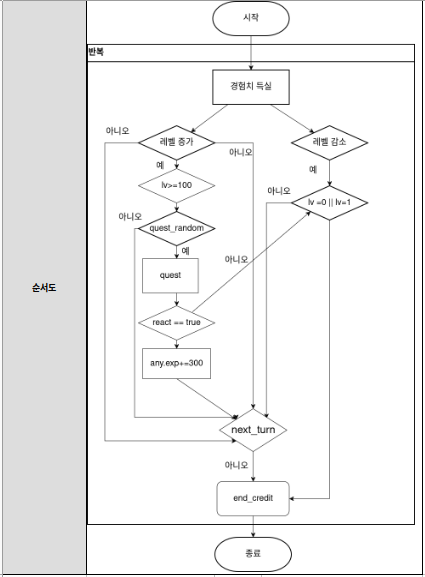 시작
반복
경험치 득실
아니오
레벨 증가
레벨 감소
아니오
예
예
lv>=100
아니오
lv =0 || lv=1
아니오
quest_random
예
아니오
quest
순서도
react == true
any.exp+=300
next_turn
아니오
end_credit
종료